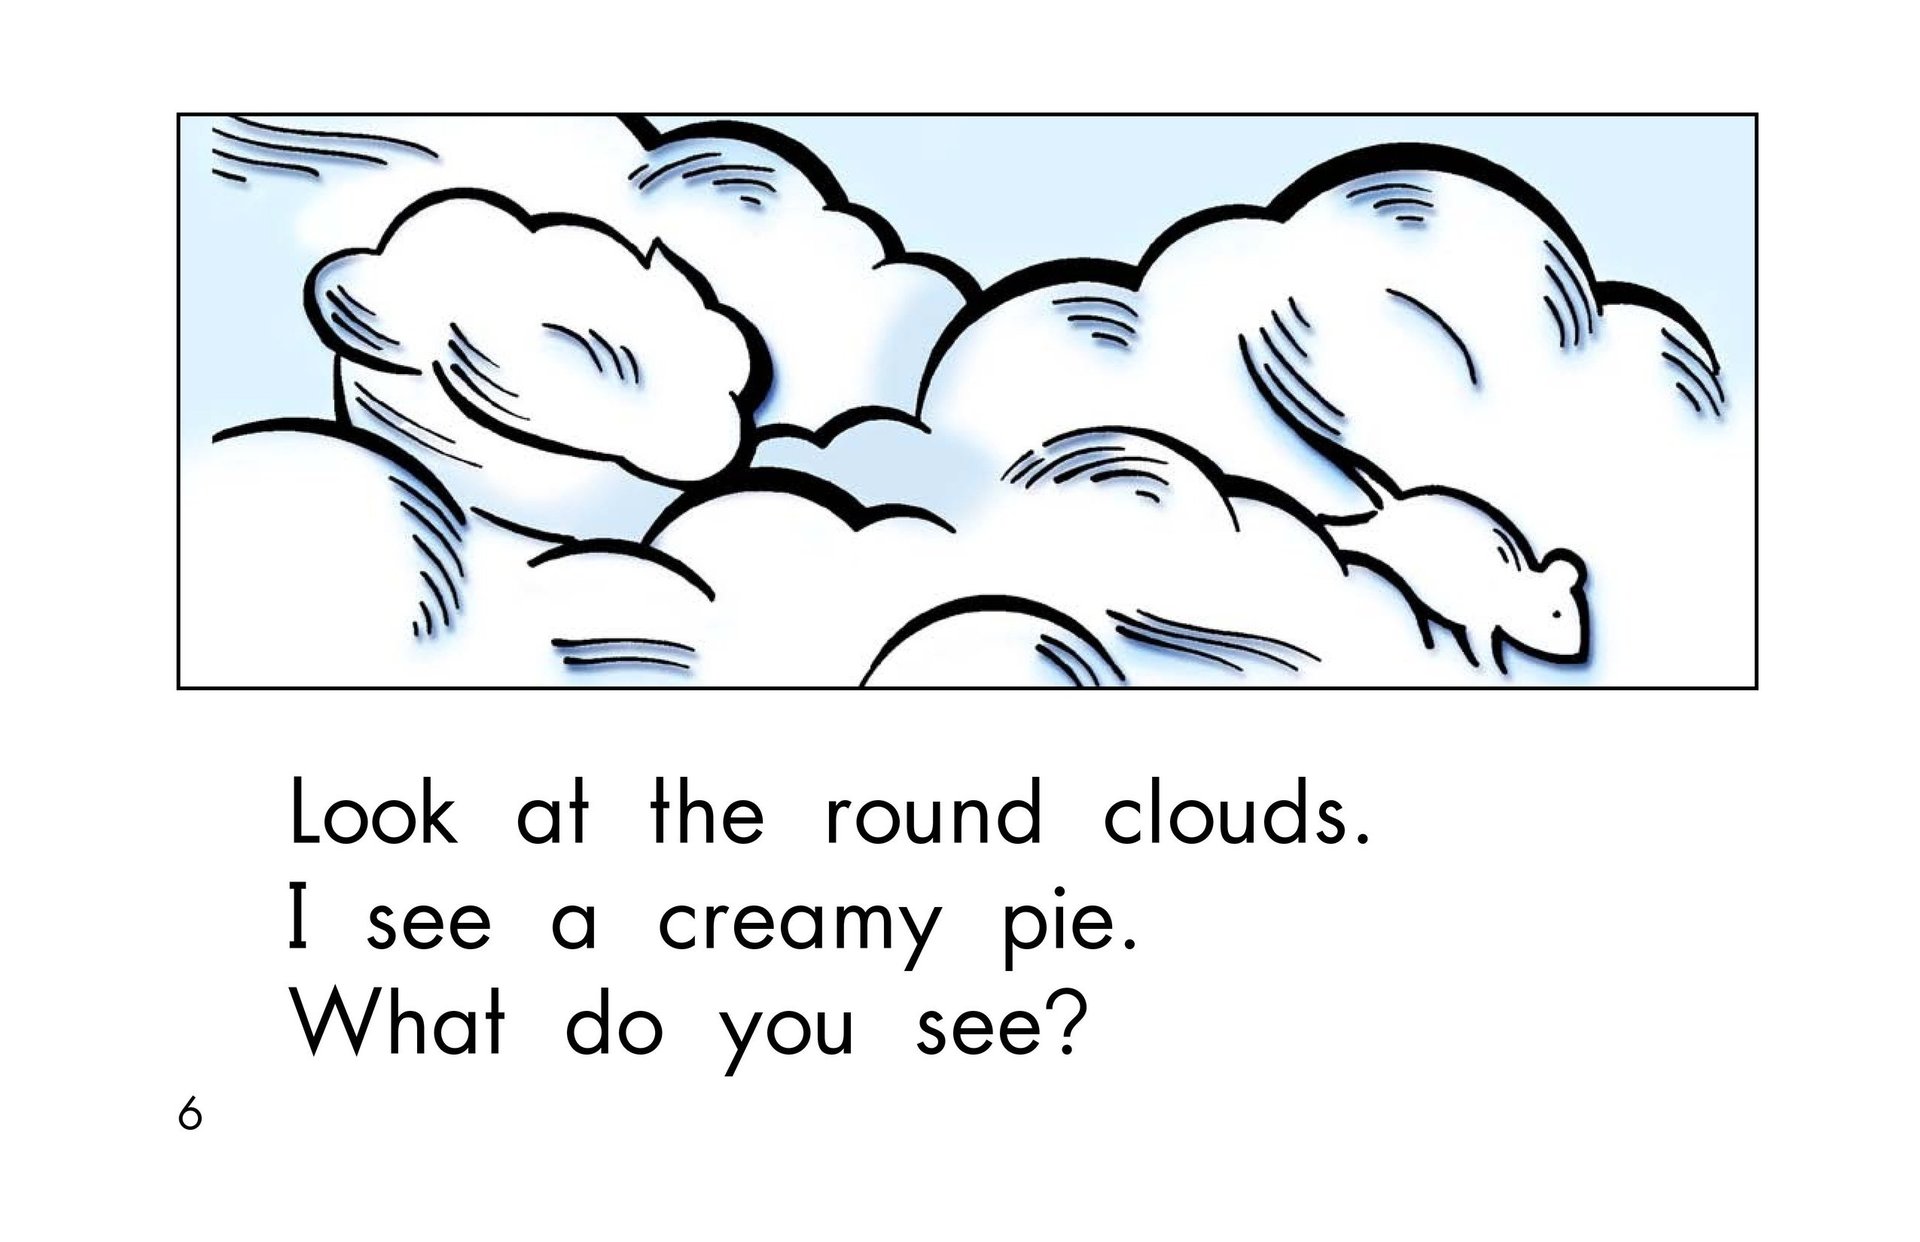 Look at the round clouds.
I see a creamy pie.
What do you see?
6